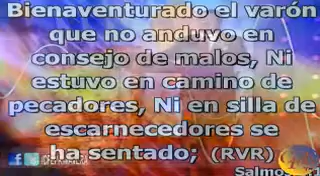 Bienaventurado el varón
que no anduvo en
consejo de malos, Ni
estuvo en camino de
pecadores, Ni en silla de
escarnecedores se
ha sentado; (RVR)